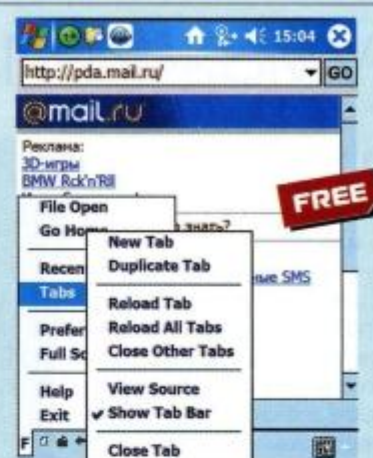 15:04
http://pda.mail.ru/
GO
@mail.ru
Реклама:
3D-игры
BMW Rck'n'Rll
FREE
File Open
Go Home
знать?
New Tab
Duplicate Tab
Recen
ные SMS
Tabs
Reload Tab
Prefer
Reload All Tabs
Full Sc
Close Other Tabs
Help
View Source
Exit
Show Tab Bar
F
Close Tab